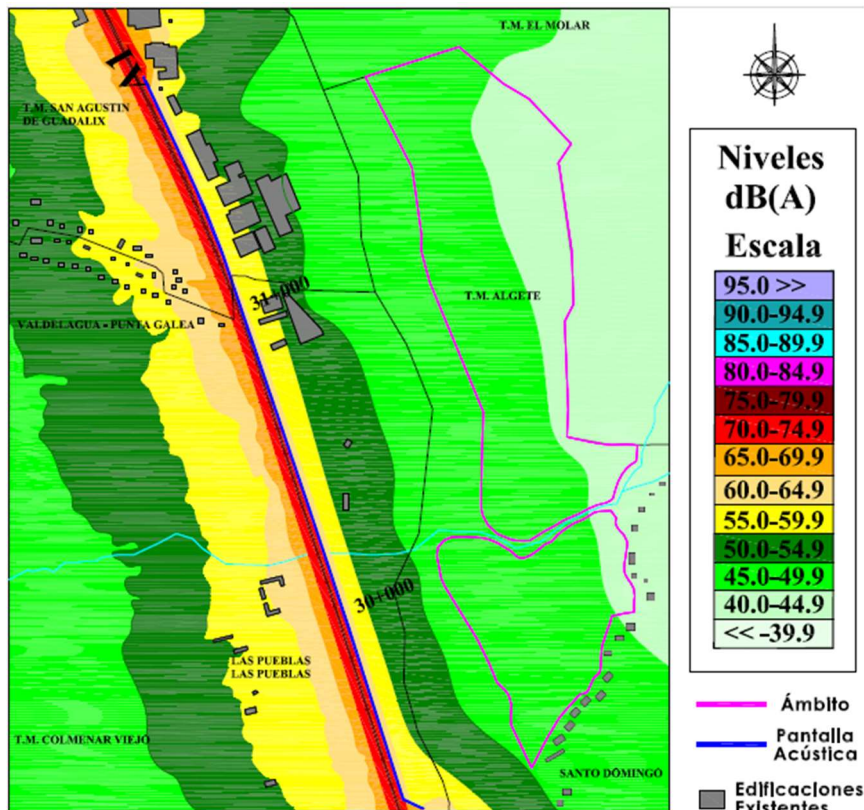 T.M. EL MOLAR
A1
T.M. SAN AGUSTIN
DE GUADALIX
31+000
T.M. ALGETE
VALDELAGUA - PUNTA GALEA
30+000
LAS PUEBLAS
LAS PUEBLAS
T.M. COLMENAR VIEJO
SANTO DOMINGO
Niveles
dB(A)
Escala
95.0 >>
90.0-94.9
85.0-89.9
80.0-84.9
75.0-79.9
70.0-74.9
65.0-69.9
60.0-64.9
55.0-59.9
50.0-54.9
45.0-49.9
40.0-44.9
<< -39.9
Ámbito
Pantalla
Acústica
Edificaciones
Existentes